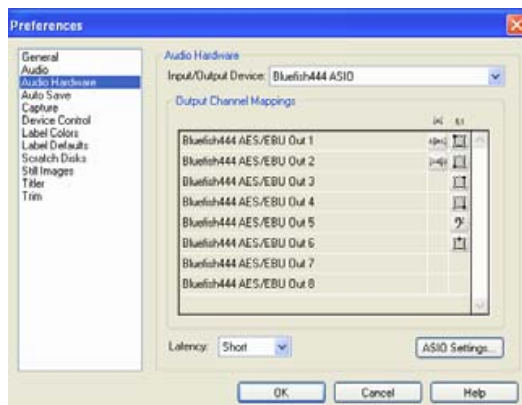 Preferences
General
Audio
Audio Hardware
Auto Save
Capture
Device Control
Label Colors
Label Defaults
Scratch Disks
Still Images
Titler
Trim
Audio Hardware
Input/Output Device: Bluefish444 ASIO
Output Channel Mappings
5.1
Bluefish444 AES/EBU Out 1
Bluefish444 AES/EBU Out 2
Bluefish444 AES/EBU Out 3
Bluefish444 AES/EBU Out 4
Bluefish444 AES/EBU Out 5
Bluefish444 AES/EBU Out 6
Bluefish444 AES/EBU Out 7
Bluefish444 AES/EBU Out 8
Latency: Short
ASIO Settings...
OK
Cancel
Help